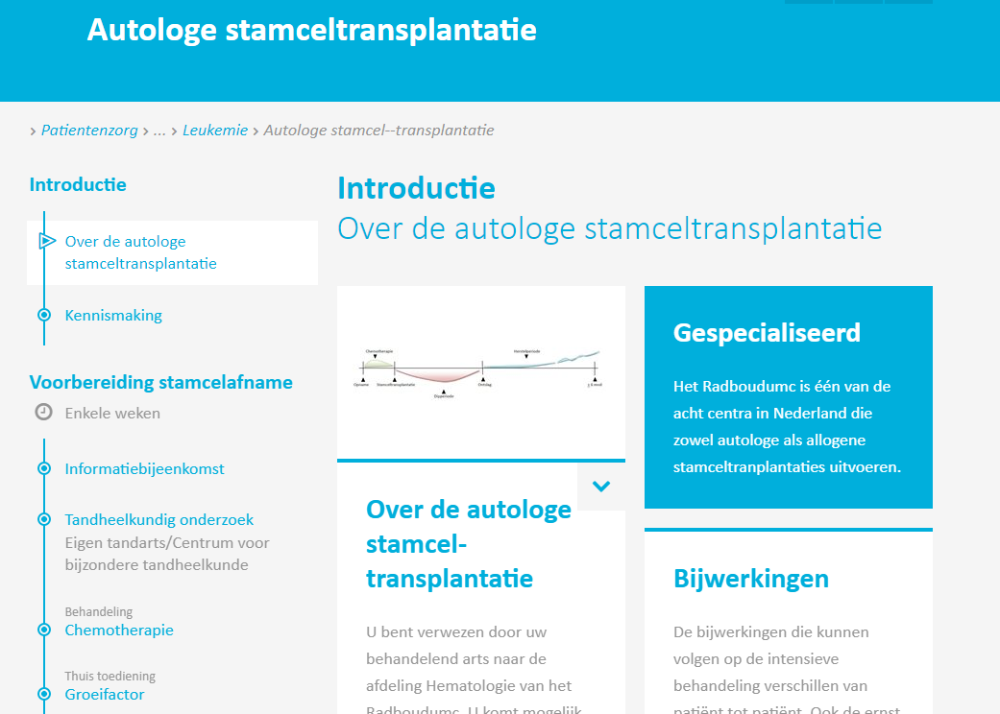 Autologe stamceltransplantatie
› Patientenzorg › ... › Leukemie › Autologe stamcel--transplantatie
Introductie
Over de autologe
stamceltransplantatie
Kennismaking
Voorbereiding stamcelafname
Enkele weken
Informatiebijeenkomst
Tandheelkundig onderzoek
Eigen tandarts/Centrum voor
bijzondere tandheelkunde
Behandeling
Chemotherapie
Thuis toediening
Groeifactor
Introductie
Over de autologe stamceltransplantatie
Chemotherapie
Herstelperiode
Opname
Stamceltransplantatie
Dipperiode
Ontslag
± 6 mnd
Over de autologe
stamcel-
transplantatie
U bent verwezen door uw
behandelend arts naar de
afdeling Hematologie van het
Radboudumc. U komt mogelijk
Gespecialiseerd
Het Radboudumc is één van de
acht centra in Nederland die
zowel autologe als allogene
stamceltranplantaties uitvoeren.
Bijwerkingen
De bijwerkingen die kunnen
volgen op de intensieve
behandeling verschillen van
patiënt tot patiënt. Ook de ernst